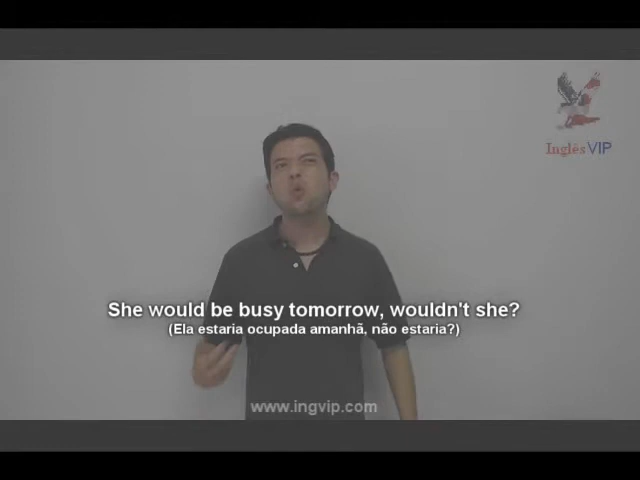 Inglês VIP
She would be busy tomorrow, wouldn't she?
(Ela estaria ocupada amanhã, não estaria?)
www.ingvip.com